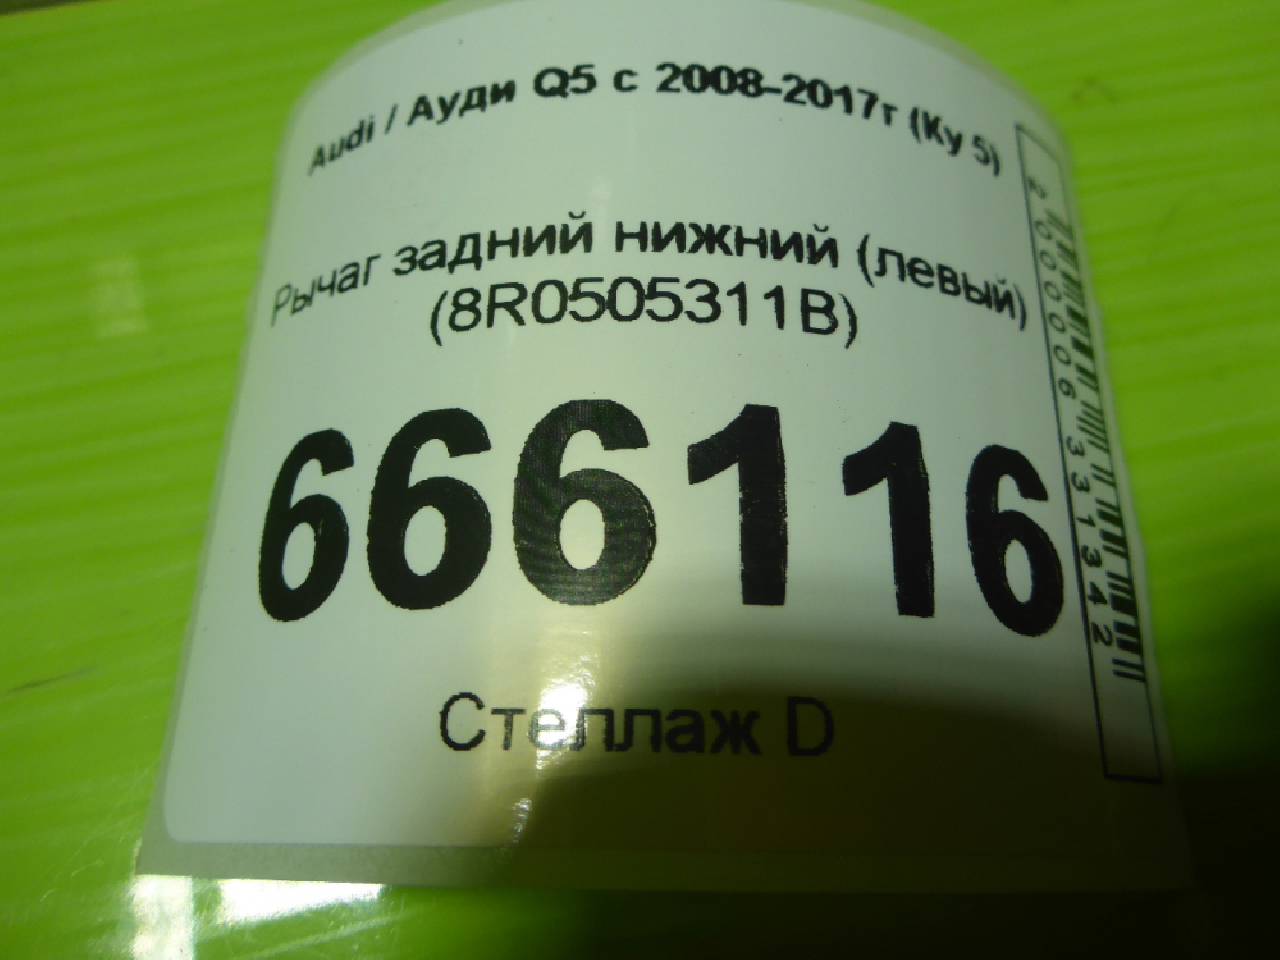 Audi / Ауди Q5 с 2008-2017г (Ку 5)
Рычаг задний нижний (левый)
(8R0505311B)
666116
Стеллаж D
2000006331342